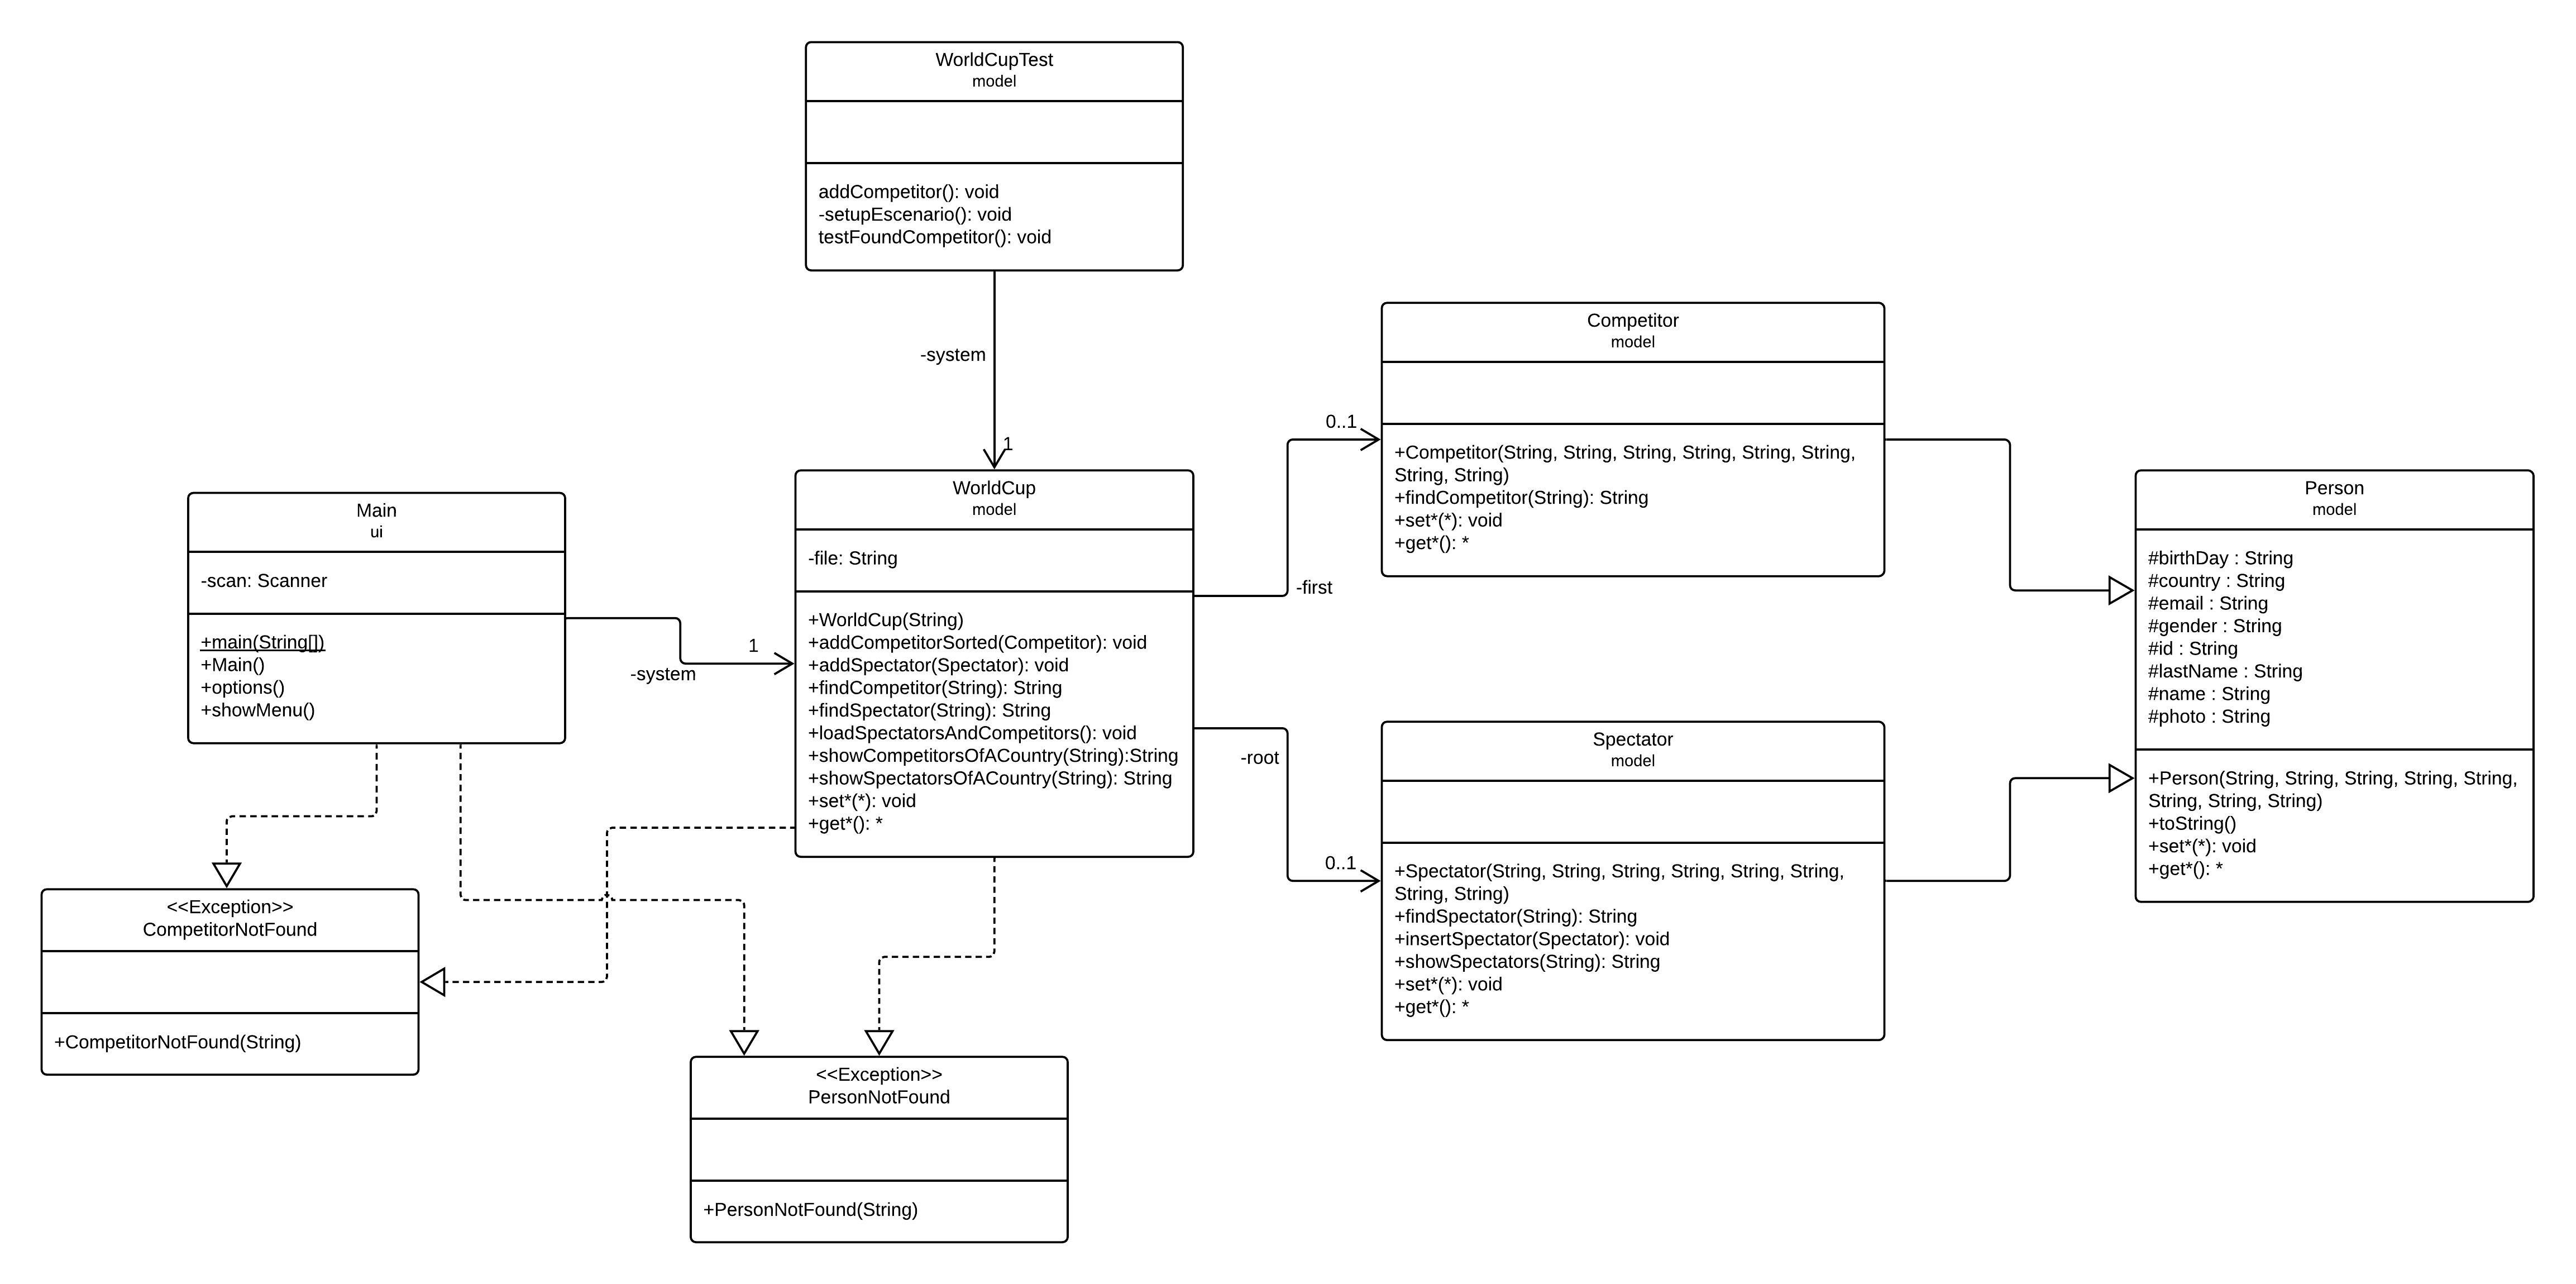 WorldCupTest
model
addCompetitor(): void
-setupEscenario(): void
testFoundCompetitor(): void
-system
1
Main
ui
-scan: Scanner
+main(String[])
+Main()
+options()
+showMenu()
-system
1
WorldCup
model
-file: String
+WorldCup(String)
+addCompetitorSorted(Competitor): void
+addSpectator(Spectator): void
+findCompetitor(String): String
+findSpectator(String): String
+loadSpectatorsAndCompetitors(): void
+showCompetitorsOfACountry(String):String
+showSpectatorsOfACountry(String): String
+set*(*): void
+get*(): *
0..1
-first
-root
0..1
Competitor
model
+Competitor(String, String, String, String, String, String,
String, String)
+findCompetitor(String): String
+set*(*): void
+get*(): *
Spectator
model
+Spectator(String, String, String, String, String, String,
String, String)
+findSpectator(String): String
+insertSpectator(Spectator): void
+showSpectators(String): String
+set*(*): void
+get*(): *
Person
model
#birthDay : String
#country : String
#email : String
#gender : String
#id : String
#lastName : String
#name : String
#photo : String
+Person(String, String, String, String, String,
String, String, String)
+toString()
+set*(*): void
+get*(): *
<<Exception>>
CompetitorNotFound
+CompetitorNotFound(String)
<<Exception>>
PersonNotFound
+PersonNotFound(String)